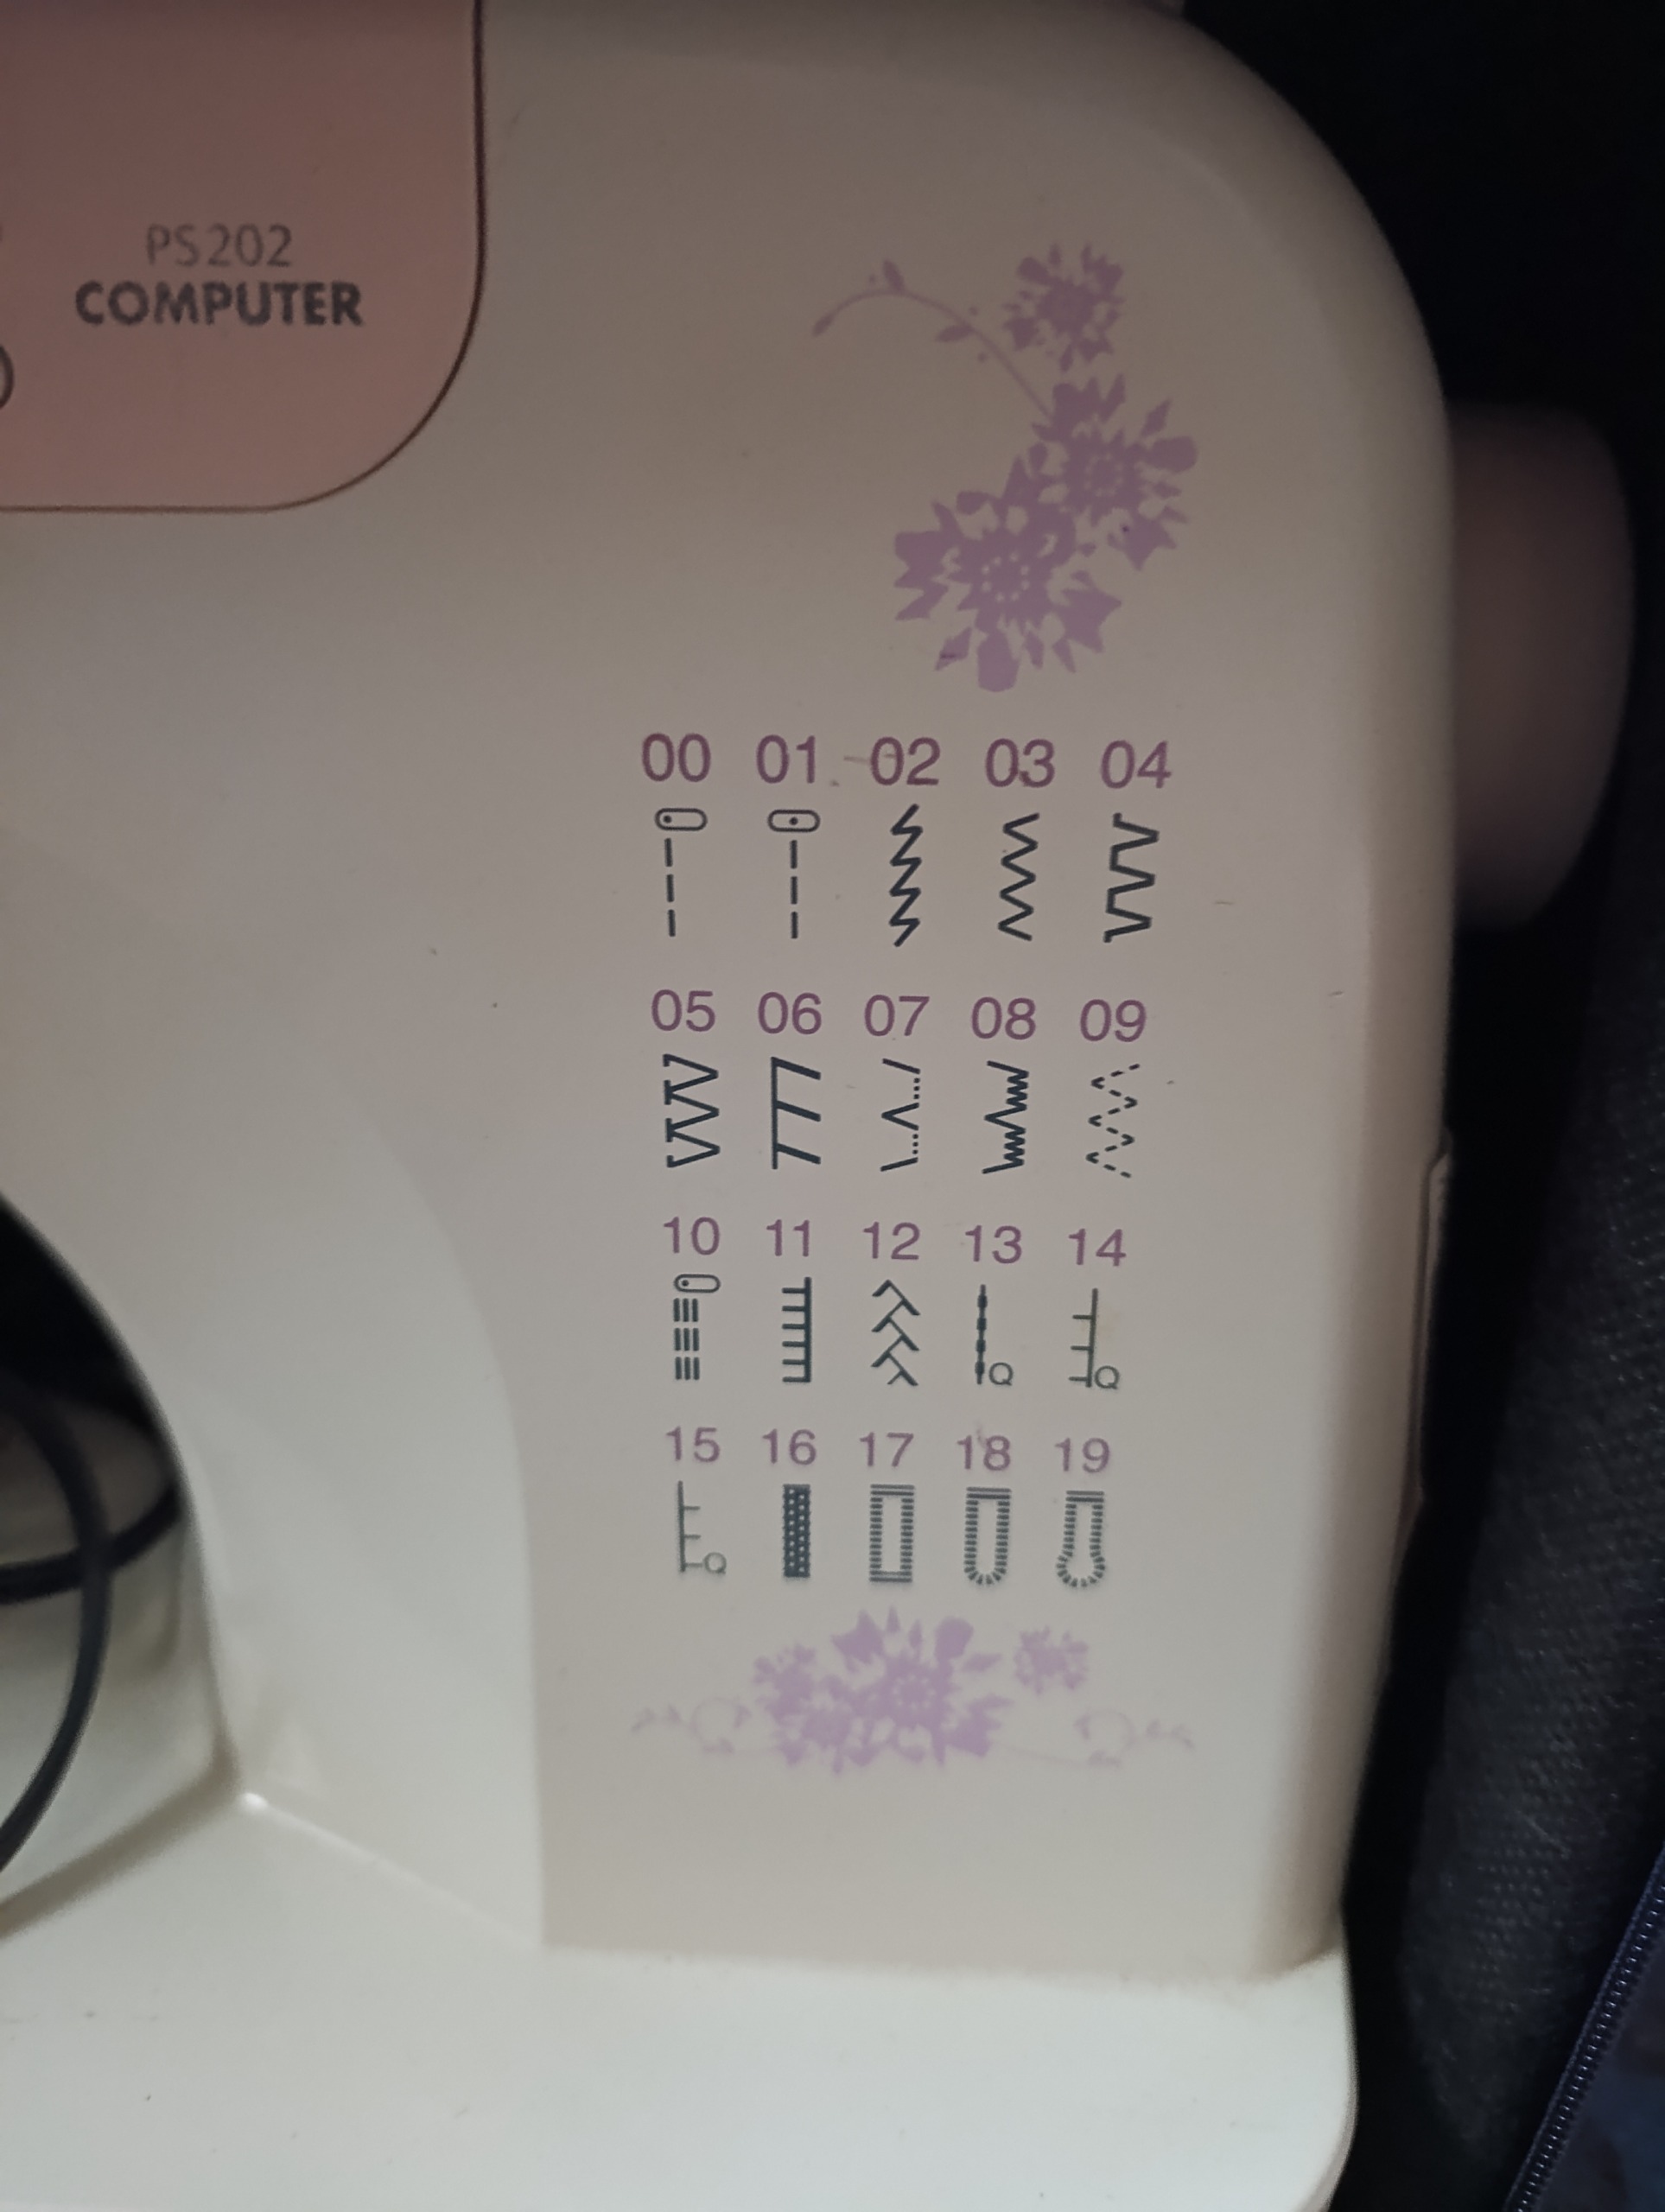 PS202
COMPUTER
00 01 02 03 04
05 06 07 08 09
10 11 12 13 14
Q Q
15 16 17 18 19
Q